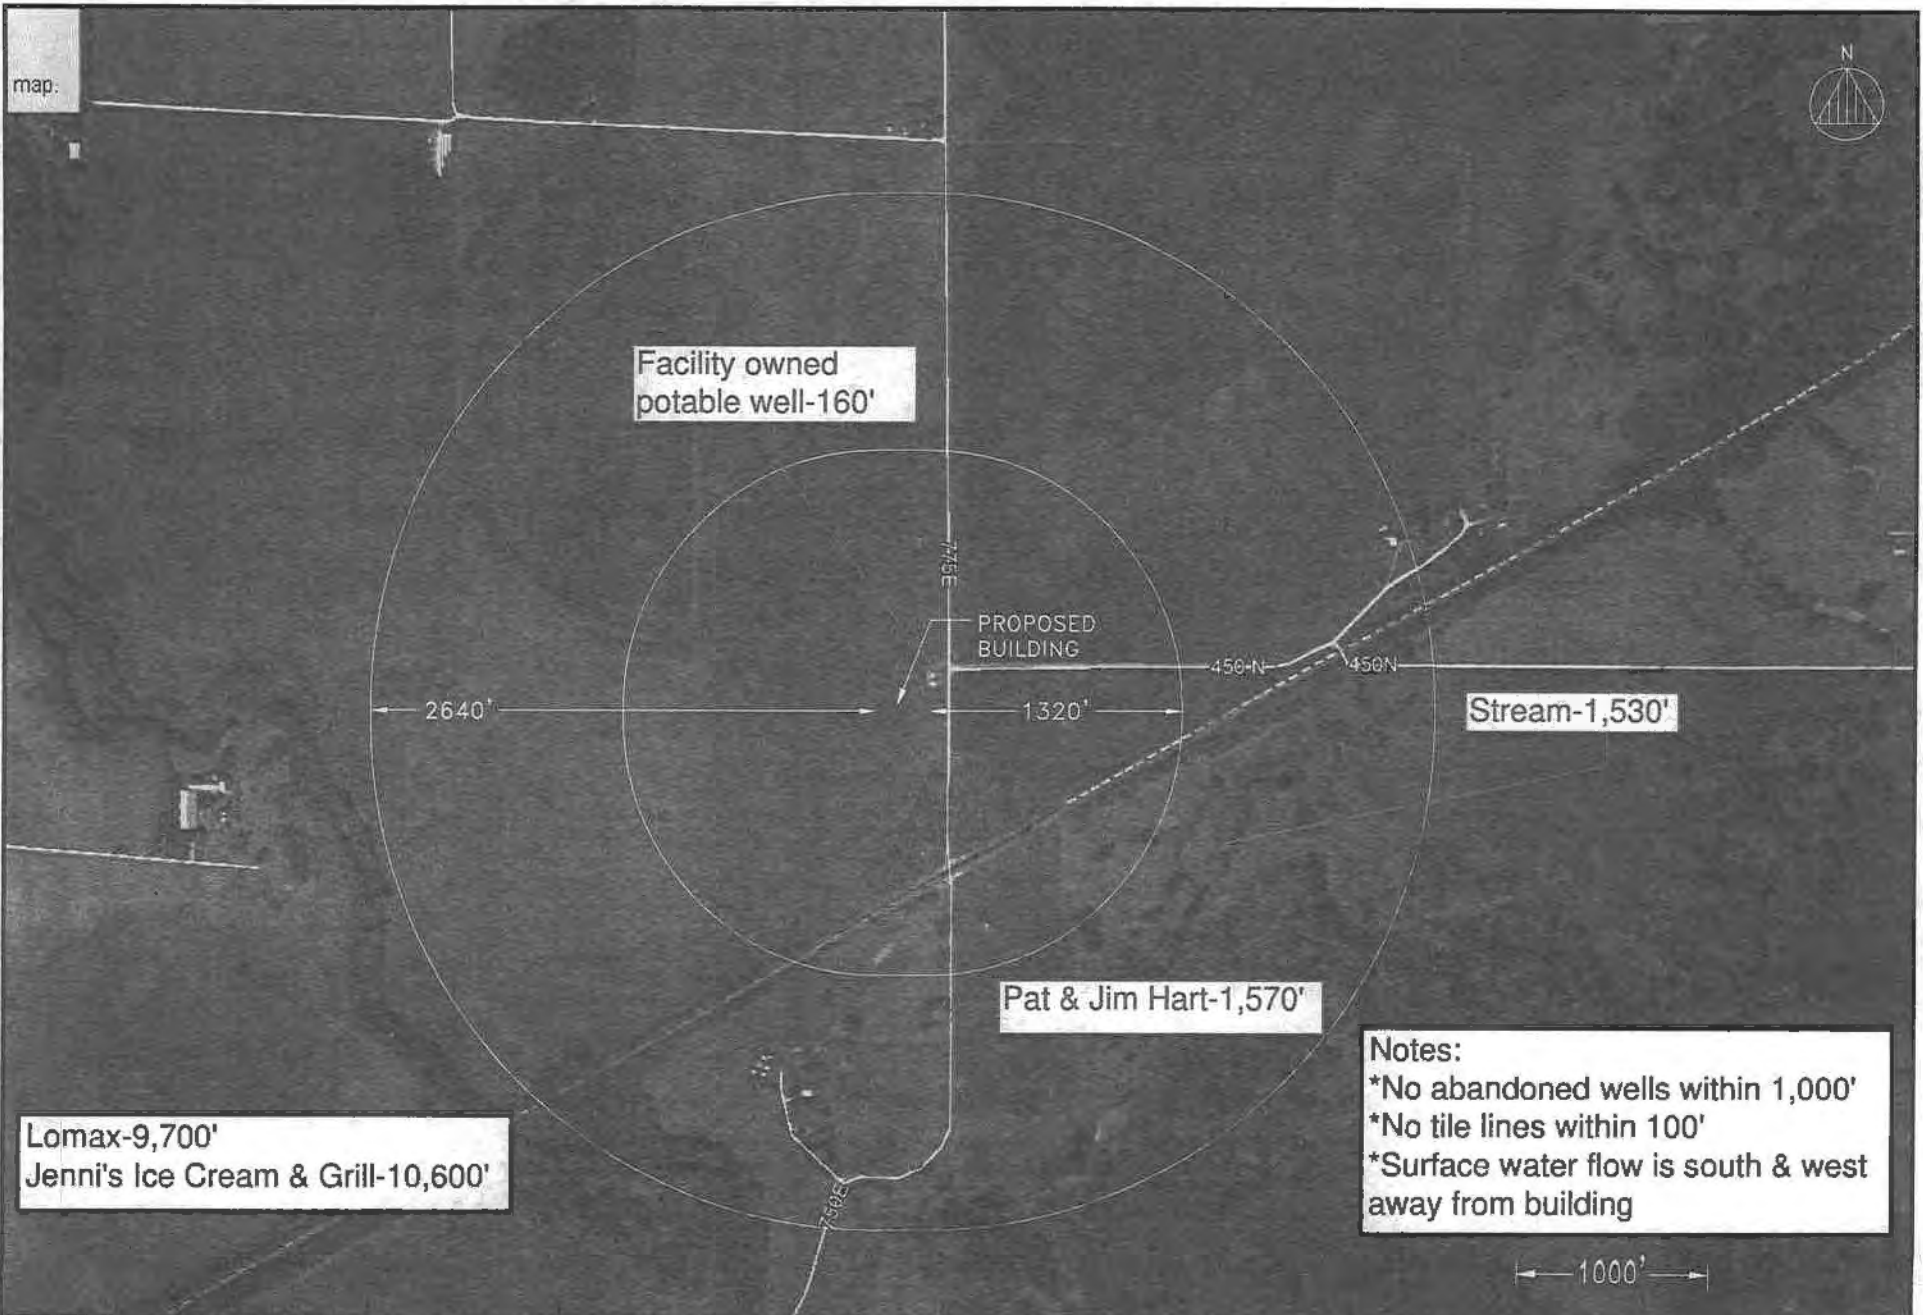 map:
N
Facility owned
potable well-160'
775E
PROPOSED
BUILDING
450 N
450N
2640'
1320'
Stream-1,530'
Pat & Jim Hart-1,570'
Notes:
*No abandoned wells within 1,000'
*No tile lines within 100'
*Surface water flow is south & west
away from building
Lomax-9,700'
Jenni's Ice Cream & Grill-10,600'
750E
1000'